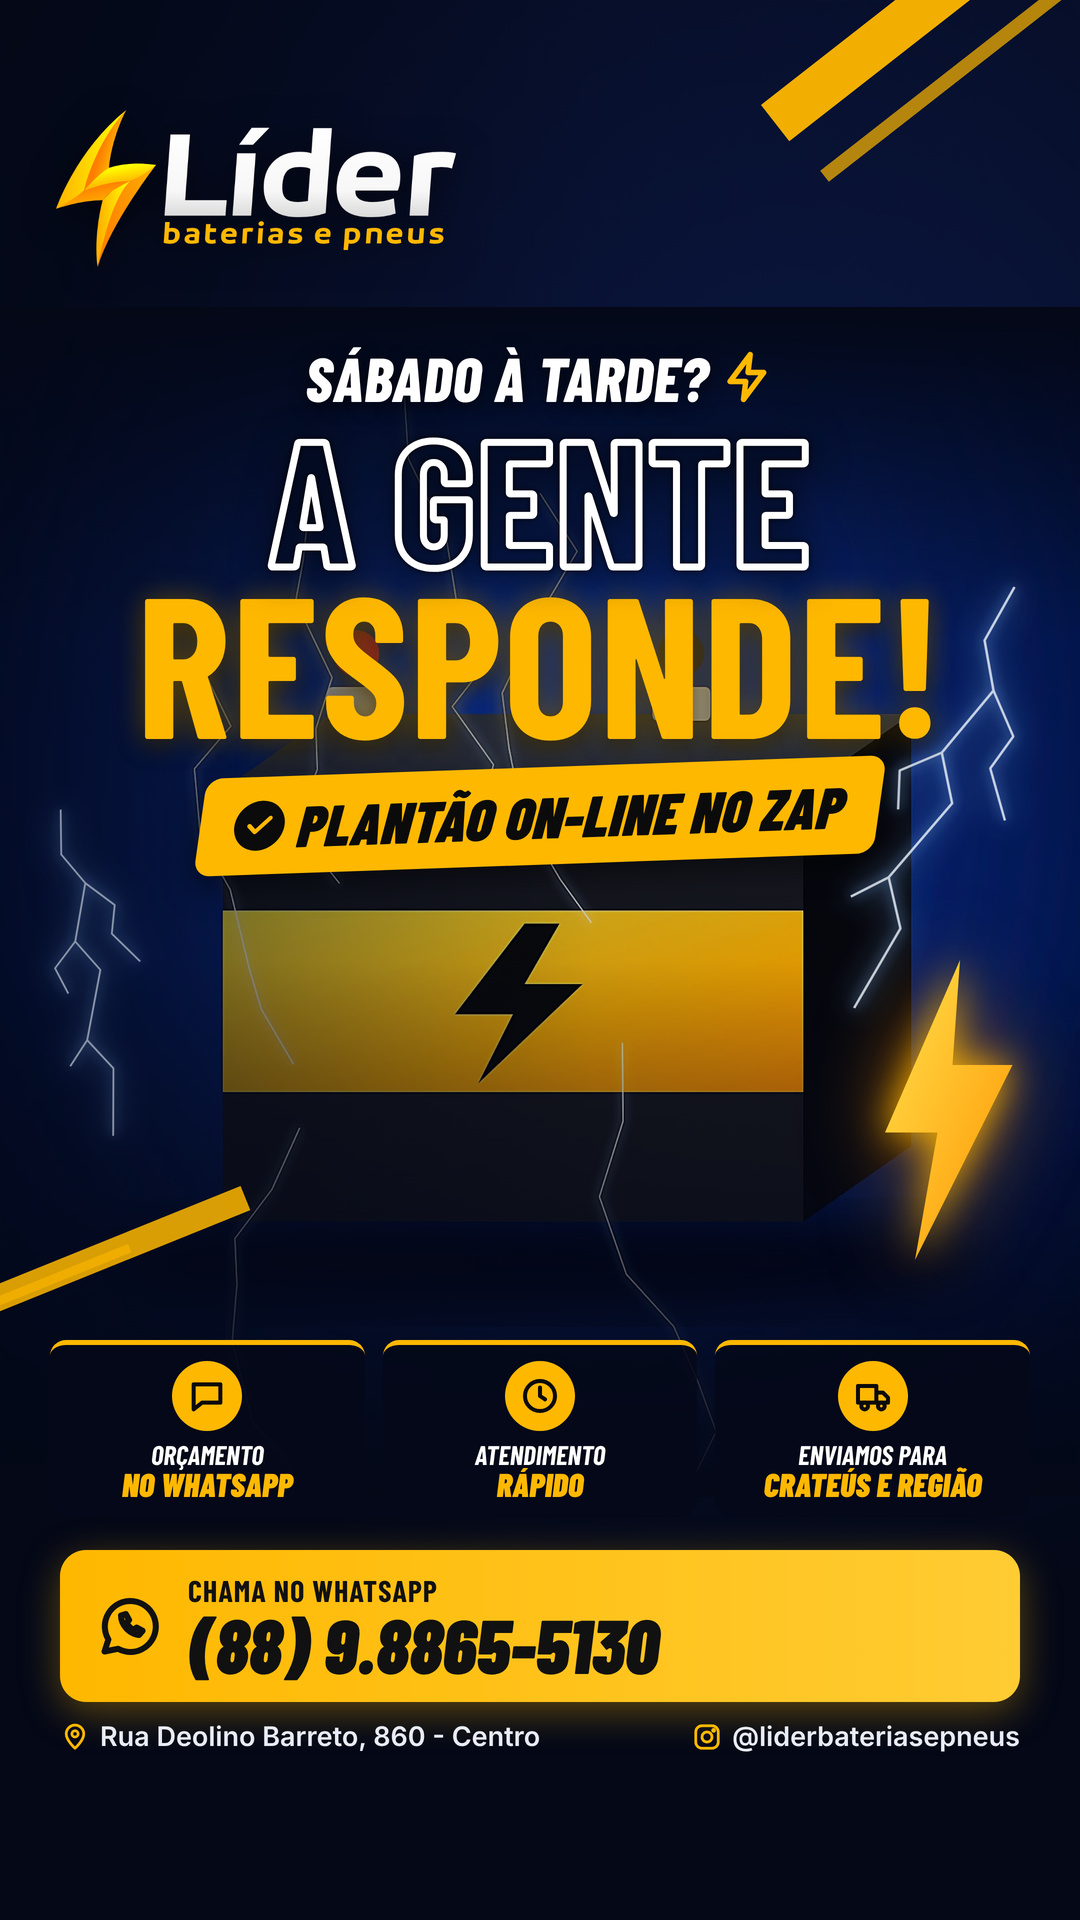 Líder
baterias e pneus
SÁBADO À TARDE?
A GENTE
RESPONDE!
PLANTÃO ON-LINE NO ZAP
ORÇAMENTO
NO WHATSAPP
ATENDIMENTO
RÁPIDO
ENVIAMOS PARA
CRATEÚS E REGIÃO
CHAMA NO WHATSAPP
(88) 9.8865-5130
Rua Deolino Barreto, 860 - Centro
@liderbateriasepneus